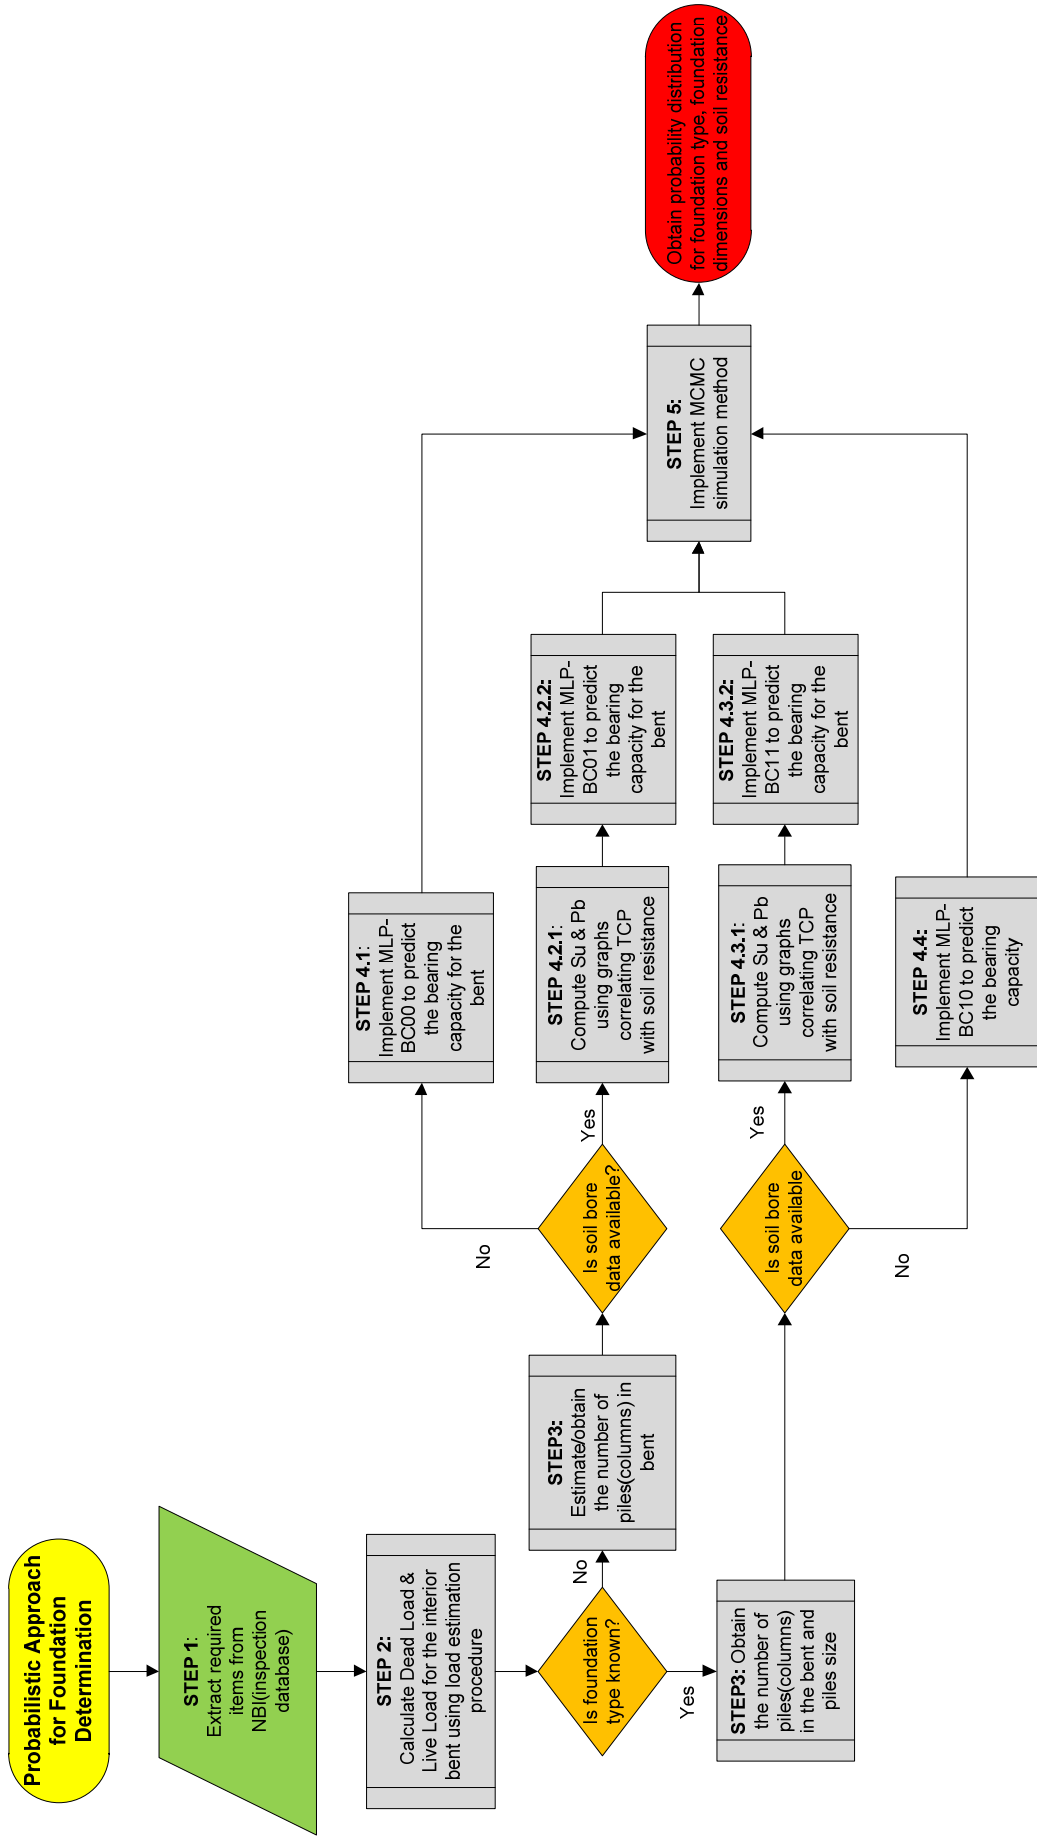 Probabilistic Approach
for Foundation
Determination
STEP 1:
Extract required
items from
NBI(inspection
database)
STEP 2:
Calculate Dead Load &
Live Load for the interior
bent using load estimation
procedure
Is foundation
type known?
No
Yes
STEP3:
Estimate/obtain
the number of
piles(columns) in
bent
STEP3: Obtain
the number of
piles(columns)
in the bent and
piles size
Is soil bore
data available?
No
Yes
Is soil bore
data available
Yes
No
STEP 4.1:
Implement MLP-
BC00 to predict
the bearing
capacity for the
bent
STEP 4.2.1:
Compute Su & Pb
using graphs
correlating TCP
with soil resistance
STEP 4.2.2:
Implement MLP-
BC01 to predict
the bearing
capacity for the
bent
STEP 4.3.1:
Compute Su & Pb
using graphs
correlating TCP
with soil resistance
STEP 4.3.2:
Implement MLP-
BC11 to predict
the bearing
capacity for the
bent
STEP 4.4:
Implement MLP-
BC10 to predict
the bearing
capacity
STEP 5:
Implement MCMC
simulation method
Obtain probability distribution
for foundation type, foundation
dimensions and soil resistance